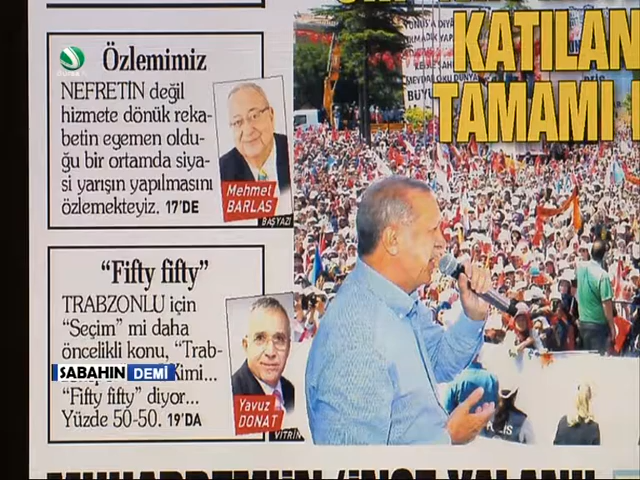 KATILAN
TAMAMI
Özlemimiz
NEFRETİN değil
hizmete dönük reka-
betin egemen oldu-
ğu bir ortamda siya-
si yarışın yapılmasını
özlemekteyiz. 17'DE
Mehmet
BARLAS
BAŞYAZI
"Fifty fifty"
TRABZONLU için
"Seçim" mi daha
öncelikli konu, "Trab-
Kimi...
"Fifty fifty" diyor...
Yüzde 50-50. 19'DA
Yavuz
DONAT
VİTRİN
SABAHIN DEMİ